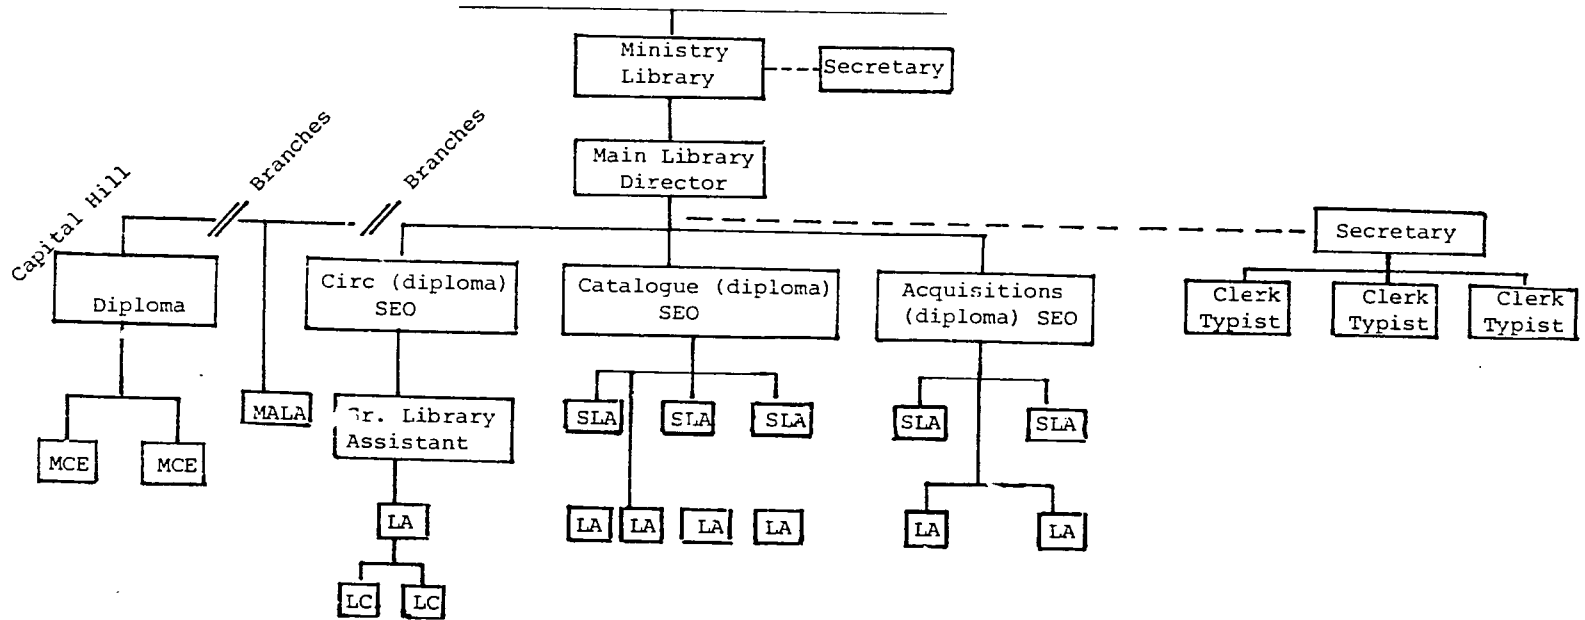 Ministry
Library
Secretary
Main Library
Director
Capital Hill
Branches
Branches
Secretary
Diploma
Circ (diploma)
SEO
Catalogue (diploma)
SEO
Acquisitions
(diploma) SEO
Clerk
Typist
Clerk
Typist
Clerk
Typist
MCE
MCE
MALA
Sr. Library
Assistant
SLA
SLA
SLA
SLA
SLA
LA
LA
LA
LA
LA
LA
LA
LC
LC